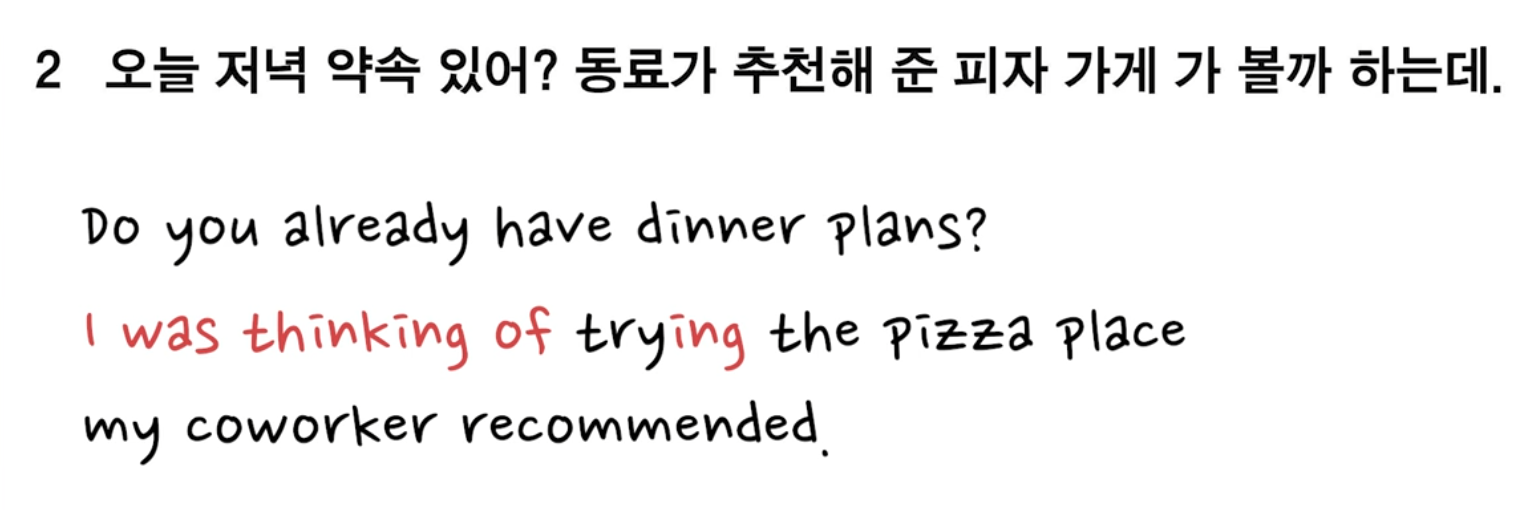 2 오늘 저녁 약속 있어? 동료가 추천해 준 피자 가게 가 볼까 하는데.
Do you already have dinner plans?
I was thinking of trying the pizza place
my coworker recommended.